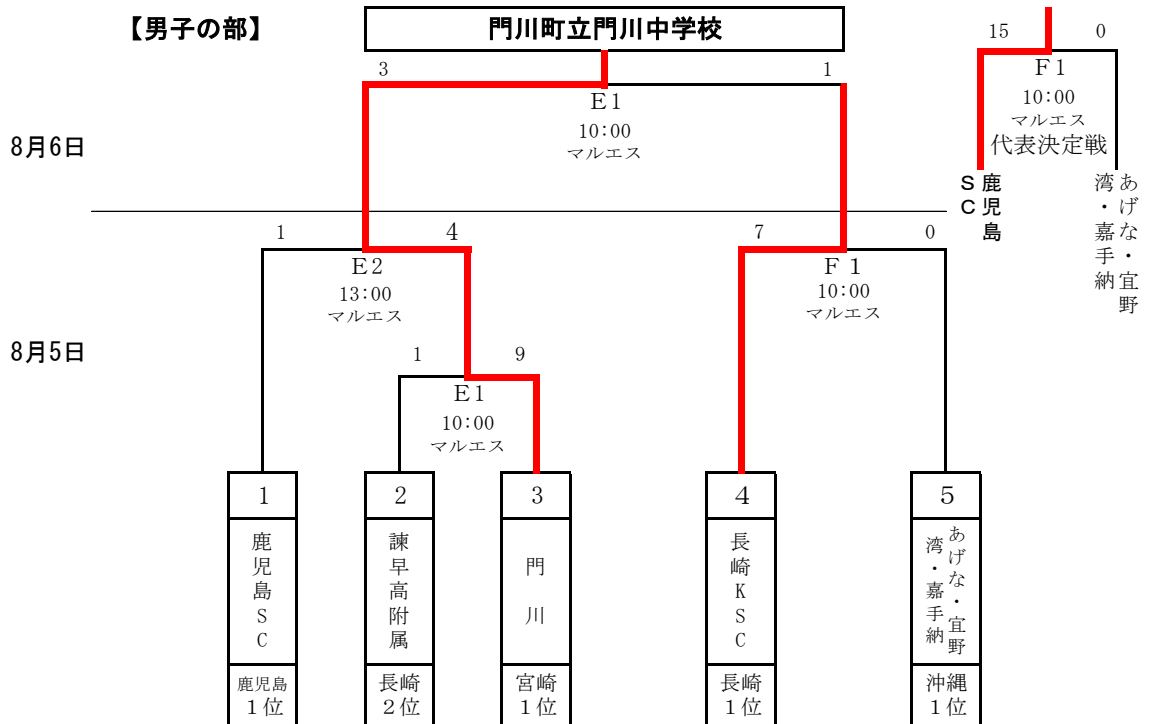 【男子の部】
門川町立門川中学校
3
1
E1
10:00
マルエス
15
0
F1
10:00
マルエス
代表決定戦
鹿児島
SC
あげな・宜野
湾・嘉手納
8月6日
1
4
E2
13:00
マルエス
7
0
F1
10:00
マルエス
8月5日
1
9
E1
10:00
マルエス
1
鹿児島SC
鹿児島
1位
2
諫早高附属
長崎
2位
3
門川
宮崎
1位
4
長崎KSC
長崎
1位
5
あげな・宜野
湾・嘉手納
沖縄
1位